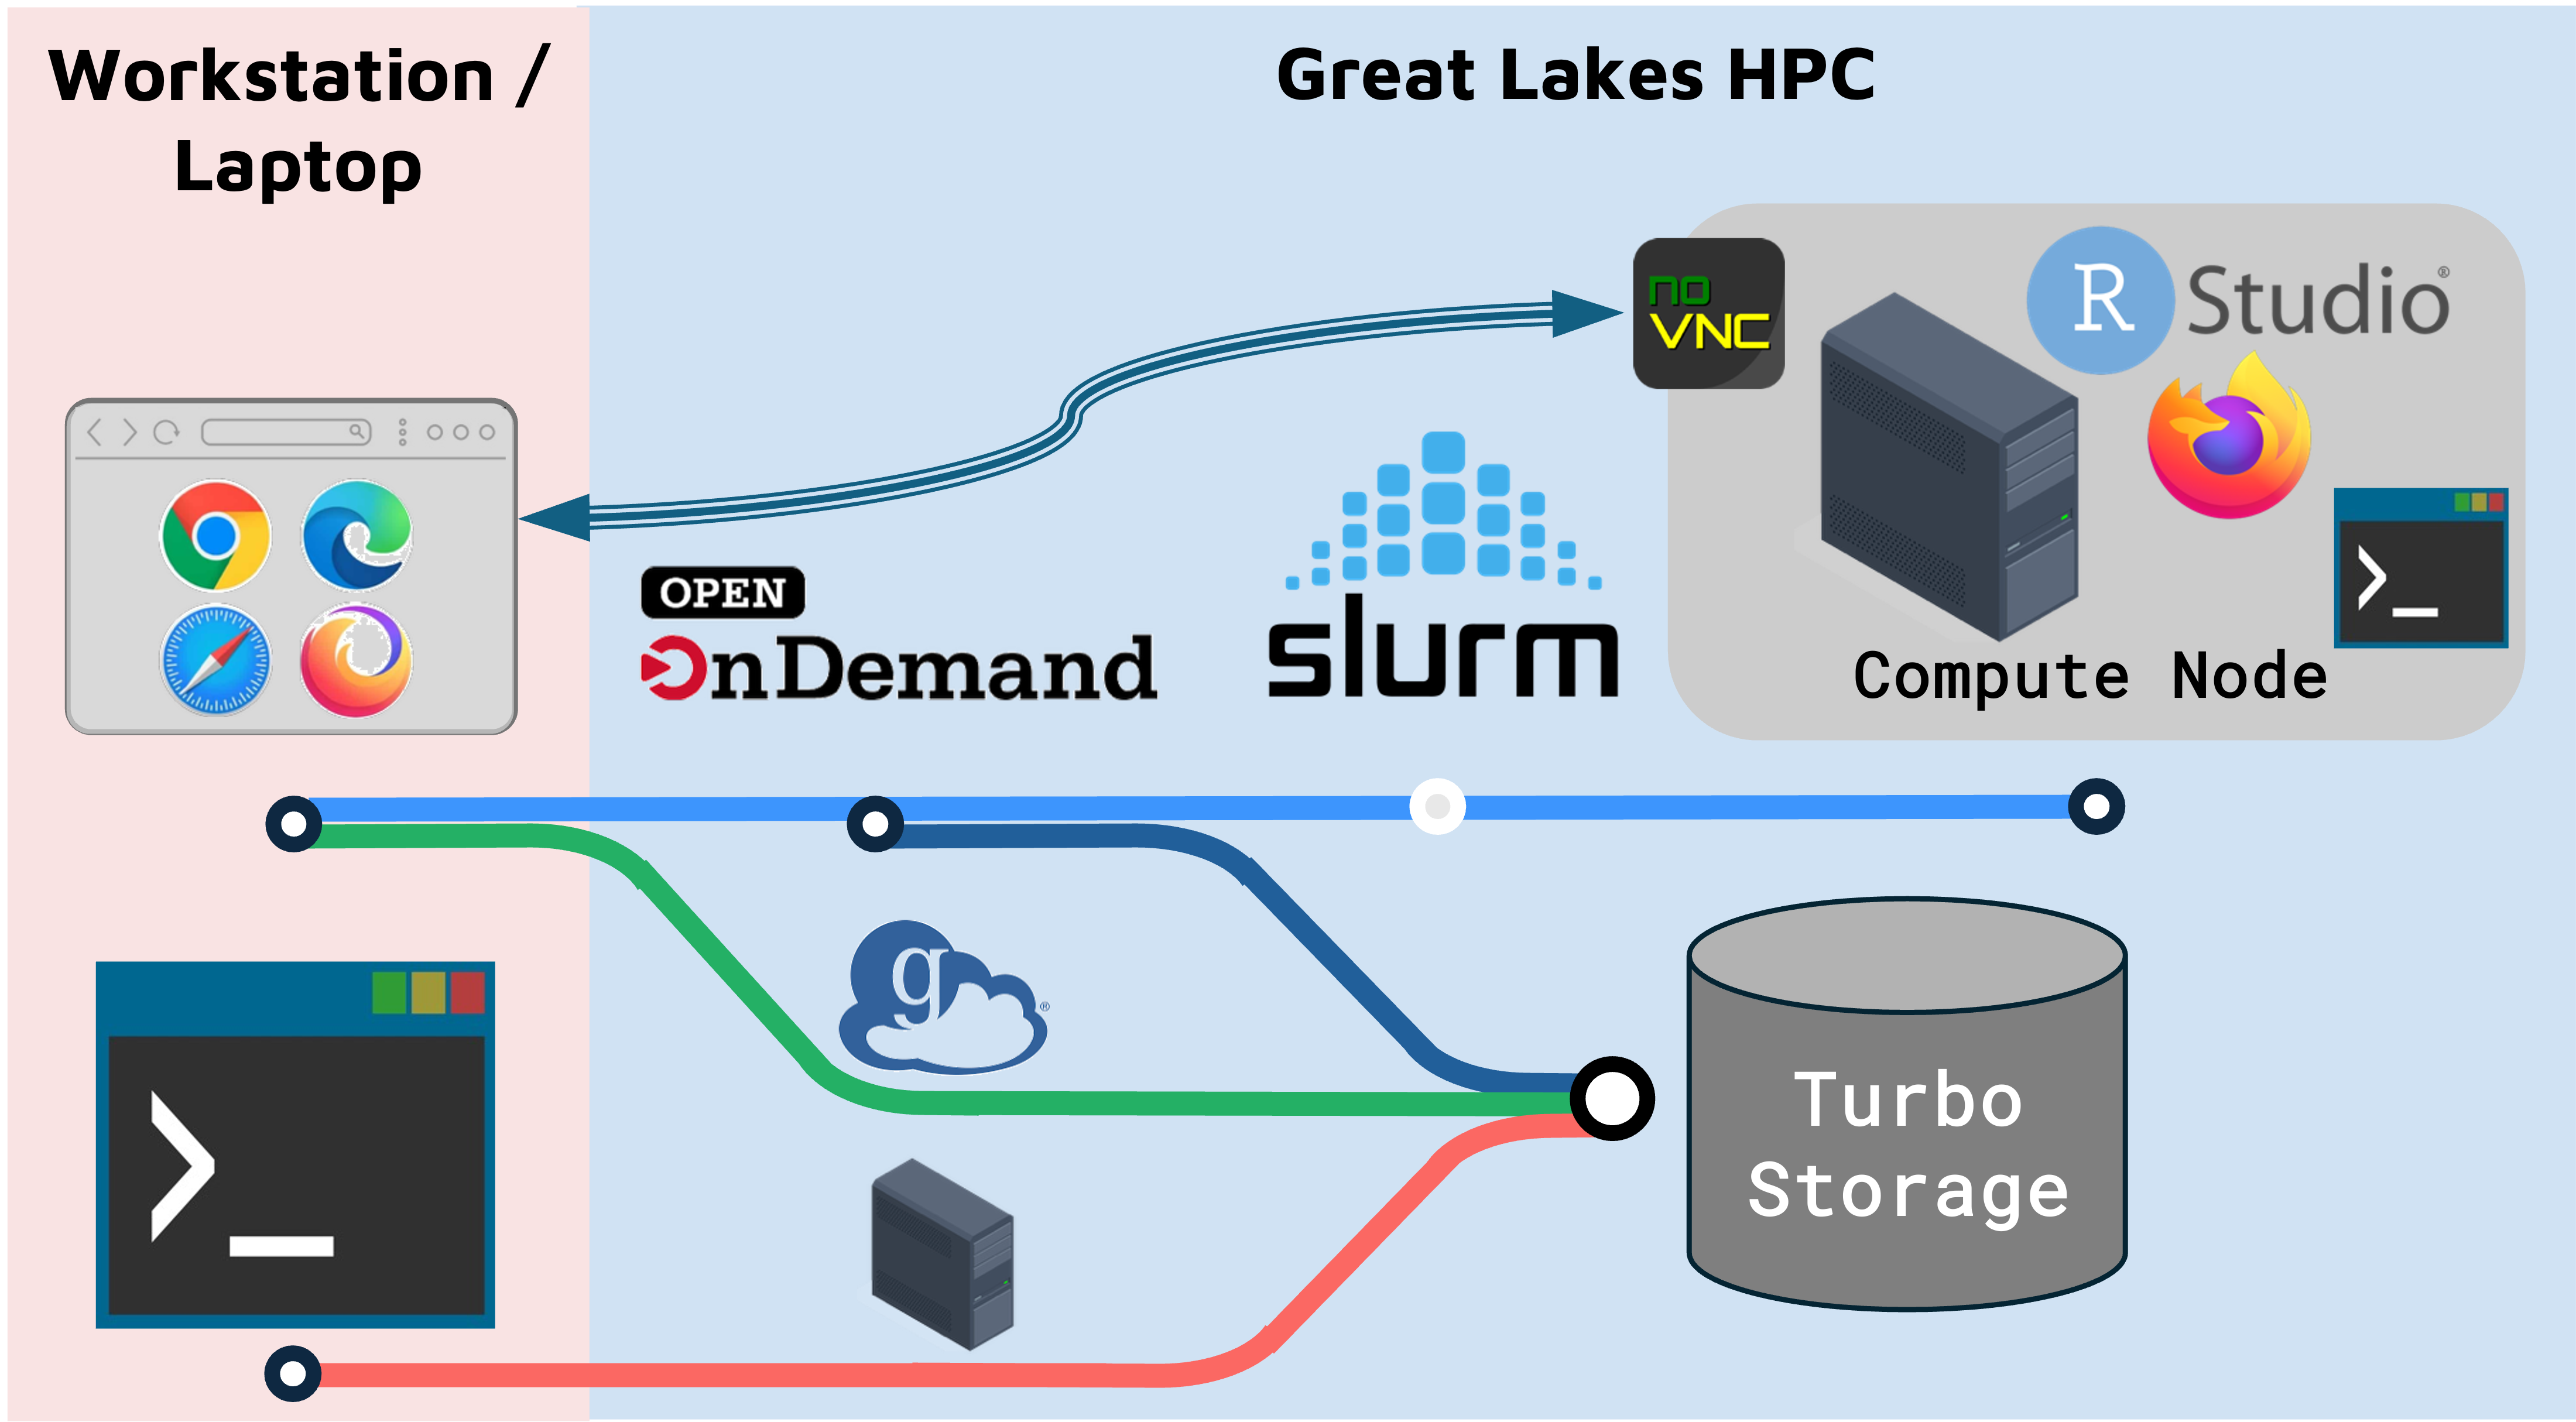 Workstation /
Laptop
Great Lakes HPC
no
VNC
R Studio®
OPEN
OnDemand
slurm
>_
Compute Node
g®
>_
Turbo
Storage